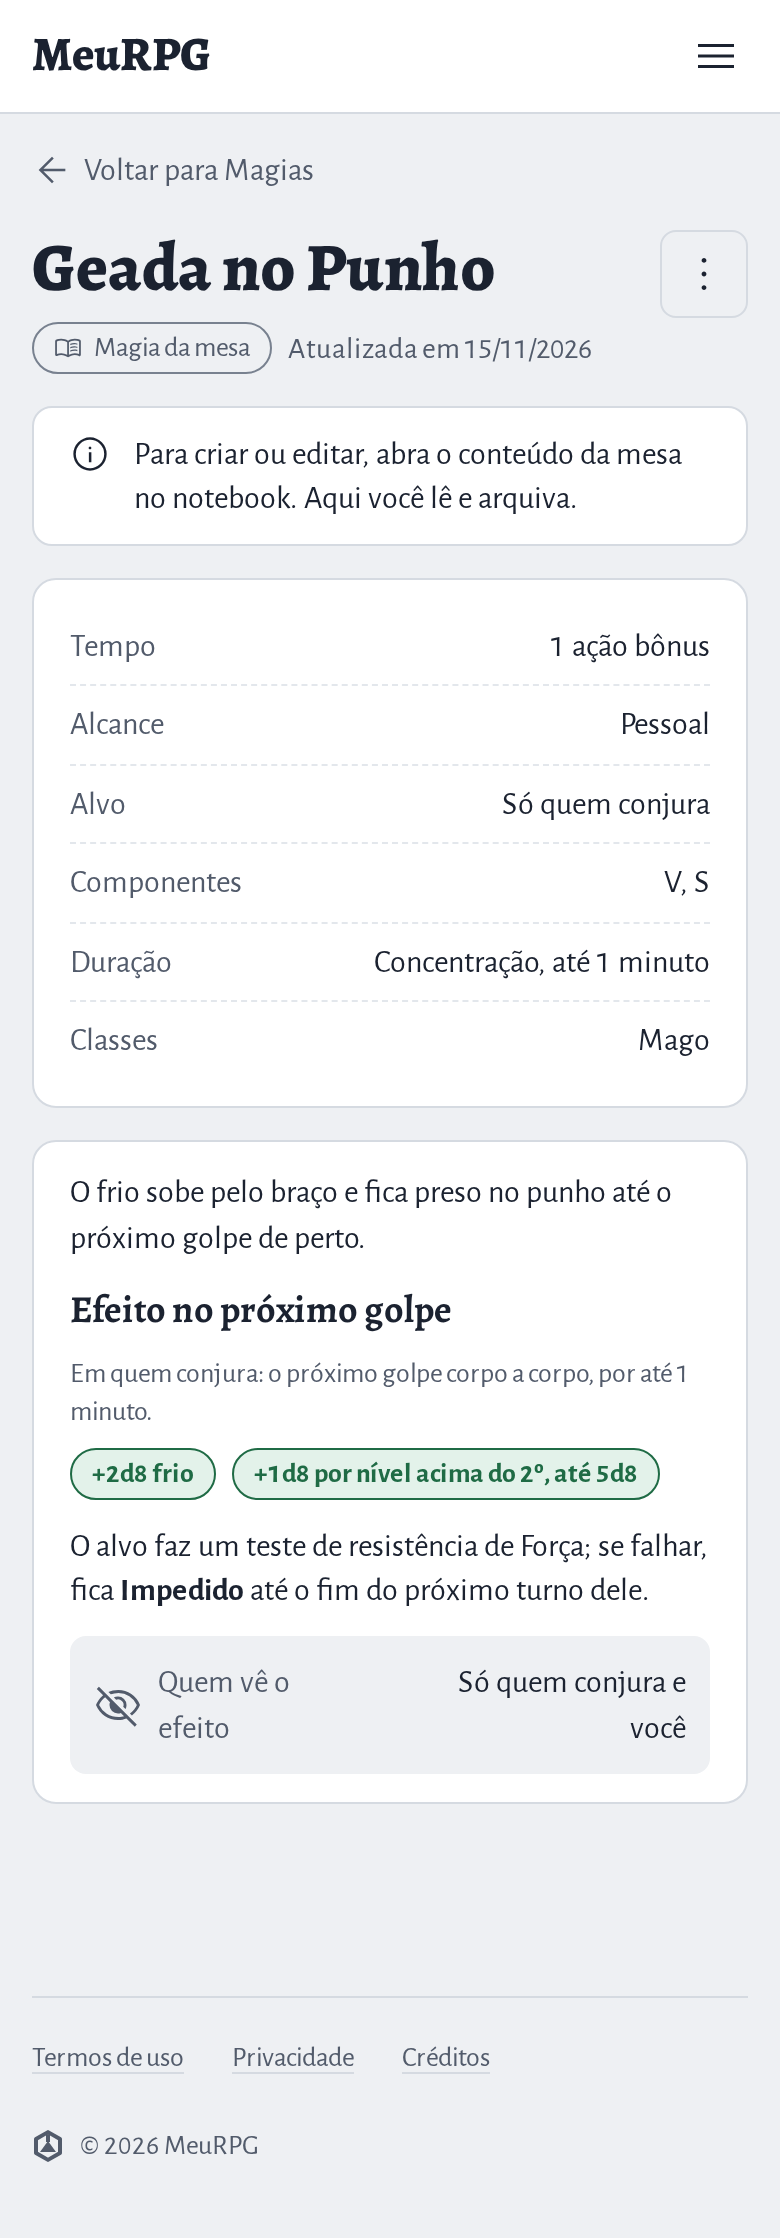 MeuRPG
Voltar para Magias
Geada no Punho
Magia da mesa
Atualizada em 15/11/2026
Para criar ou editar, abra o conteúdo da mesa
no notebook. Aqui você lê e arquiva.
Tempo
1 ação bônus
Alcance
Pessoal
Alvo
Só quem conjura
Componentes
V, S
Duração
Concentração, até 1 minuto
Classes
Mago
O frio sobe pelo braço e fica preso no punho até o
próximo golpe de perto.
Efeito no próximo golpe
Em quem conjura: o próximo golpe corpo a corpo, por até 1
minuto.
+2d8 frio
+1d8 por nível acima do 2º, até 5d8
O alvo faz um teste de resistência de Força; se falhar,
fica Impedido até o fim do próximo turno dele.
Quem vê o
efeito
Só quem conjura e
você
Termos de uso
Privacidade
Créditos
© 2026 MeuRPG